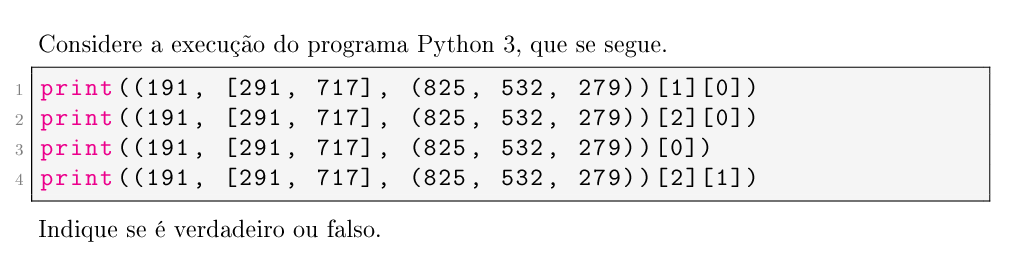 Considere a execução do programa Python 3, que se segue.
1 print((191, [291, 717], (825, 532, 279))[1][0])
2 print((191, [291, 717], (825, 532, 279))[2][0])
3 print((191, [291, 717], (825, 532, 279))[0])
4 print((191, [291, 717], (825, 532, 279))[2][1])
Indique se é verdadeiro ou falso.